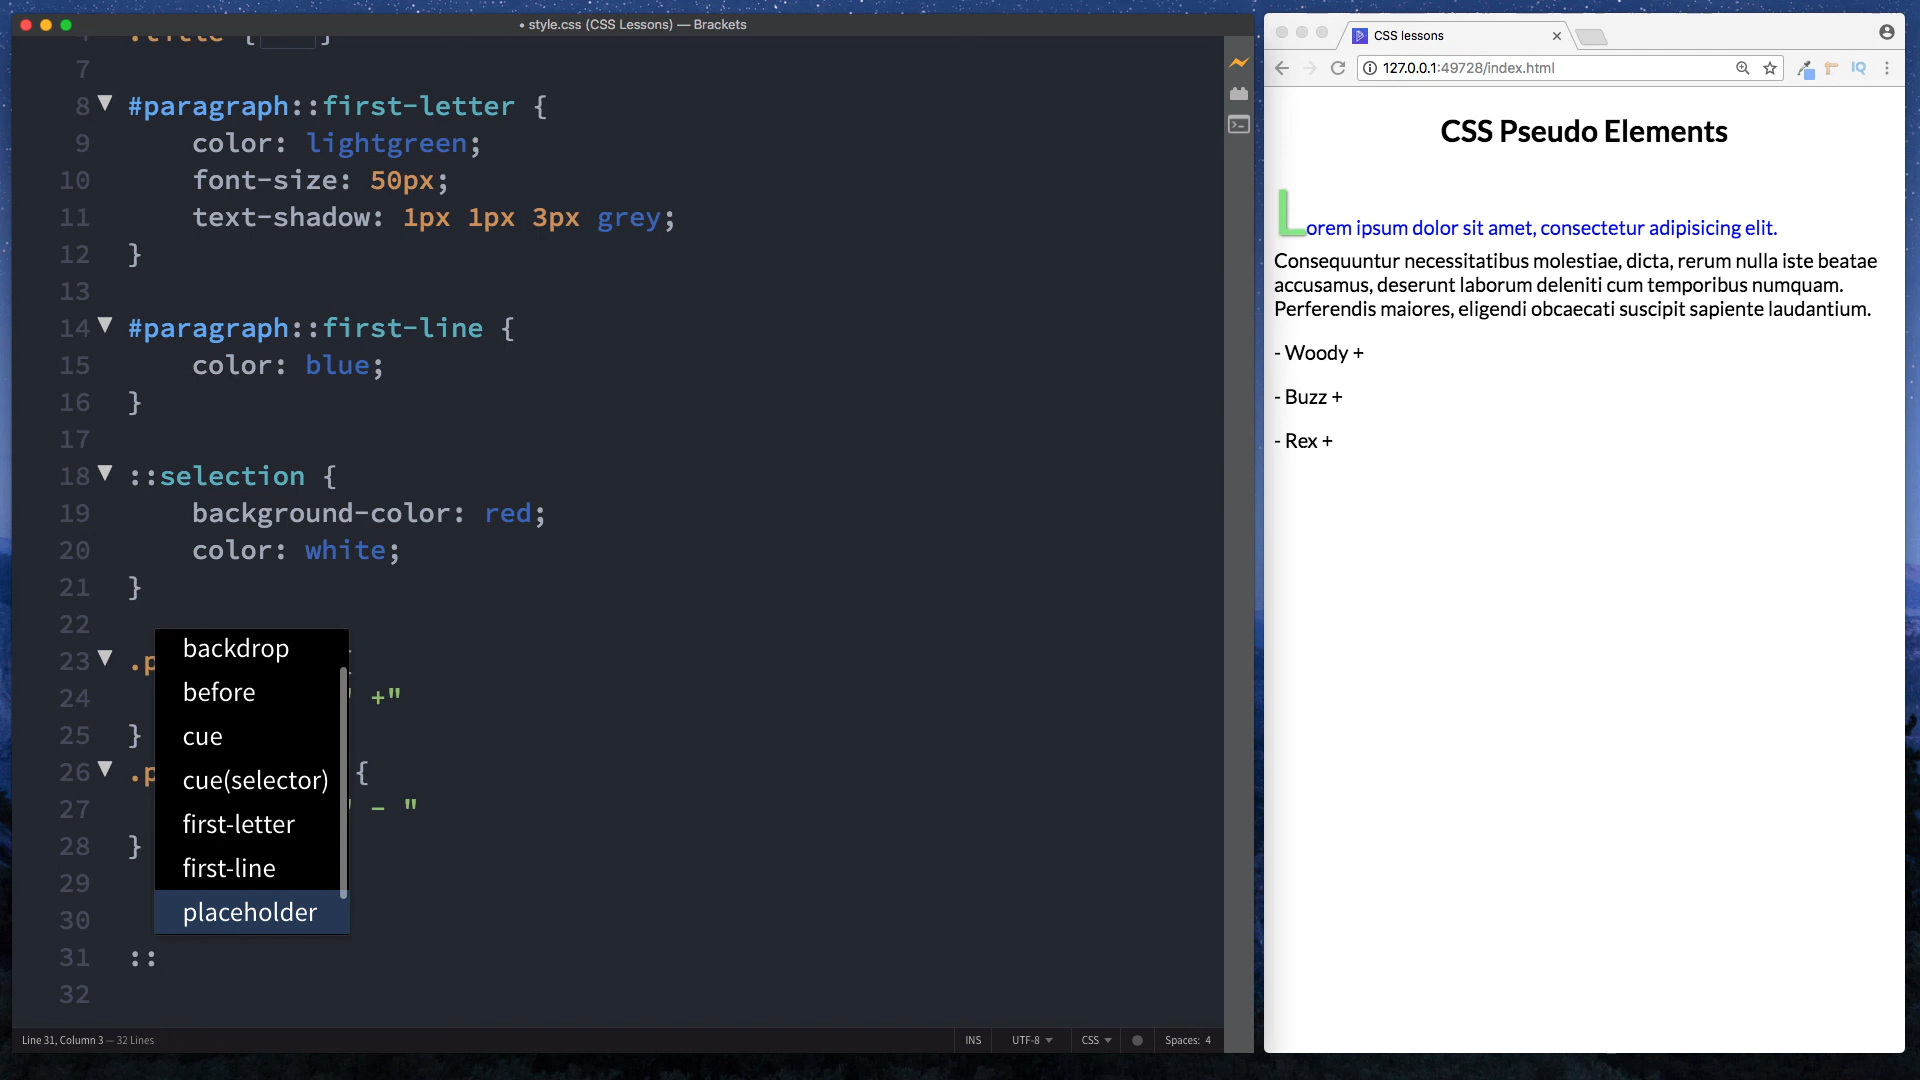 • style.css (CSS Lessons) — Brackets
7
8 #paragraph::first-letter {
9 color: lightgreen;
10 font-size: 50px;
11 text-shadow: 1px 1px 3px grey;
12 }
13
14 #paragraph::first-line {
15 color: blue;
16 }
17
18 ::selection {
19 background-color: red;
20 color: white;
21 }
22
23 .p
24 +"
25 }
26 .p {
27 - "
28 }
29
30
31 ::
32
backdrop
before
cue
cue(selector)
first-letter
first-line
placeholder
Line 31, Column 3 — 32 Lines
INS UTF-8 CSS Spaces: 4
CSS lessons
127.0.0.1:49728/index.html
IQ
CSS Pseudo Elements
Lorem ipsum dolor sit amet, consectetur adipisicing elit.
Consequuntur necessitatibus molestiae, dicta, rerum nulla iste beatae
accusamus, deserunt laborum deleniti cum temporibus numquam.
Perferendis maiores, eligendi obcaecati suscipit sapiente laudantium.
- Woody +
- Buzz +
- Rex +